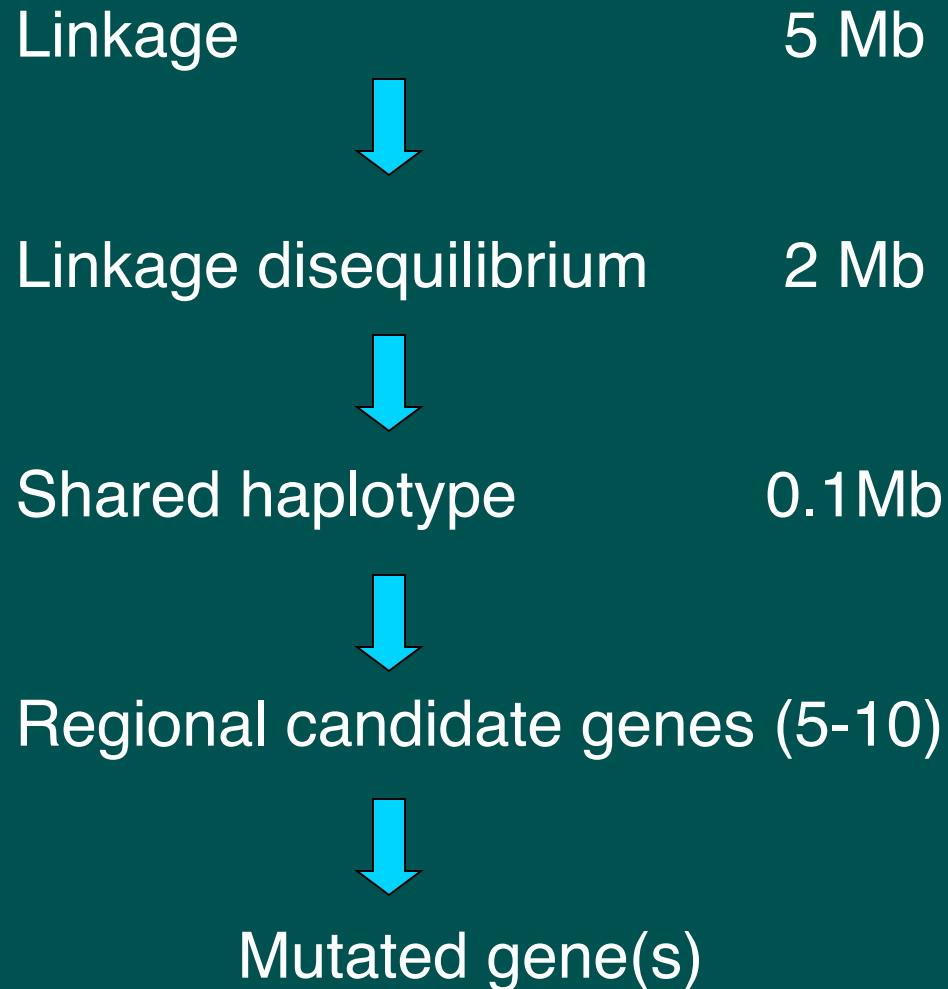 Linkage 5 Mb
Linkage disequilibrium 2 Mb
Shared haplotype 0.1Mb
Regional candidate genes (5-10)
Mutated gene(s)